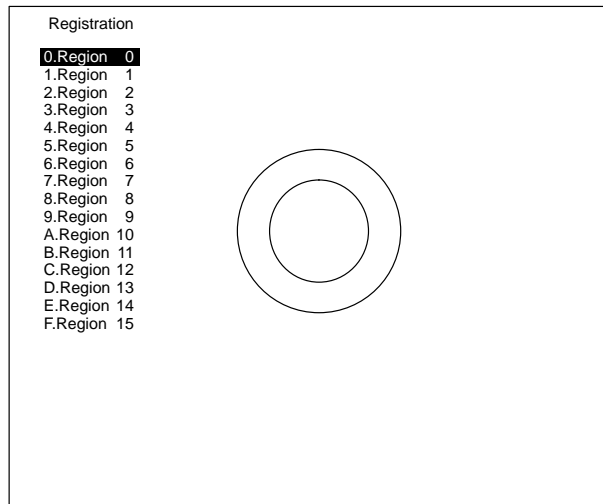 Registration
0.Region 0
1.Region 1
2.Region 2
3.Region 3
4.Region 4
5.Region 5
6.Region 6
7.Region 7
8.Region 8
9.Region 9
A.Region 10
B.Region 11
C.Region 12
D.Region 13
E.Region 14
F.Region 15